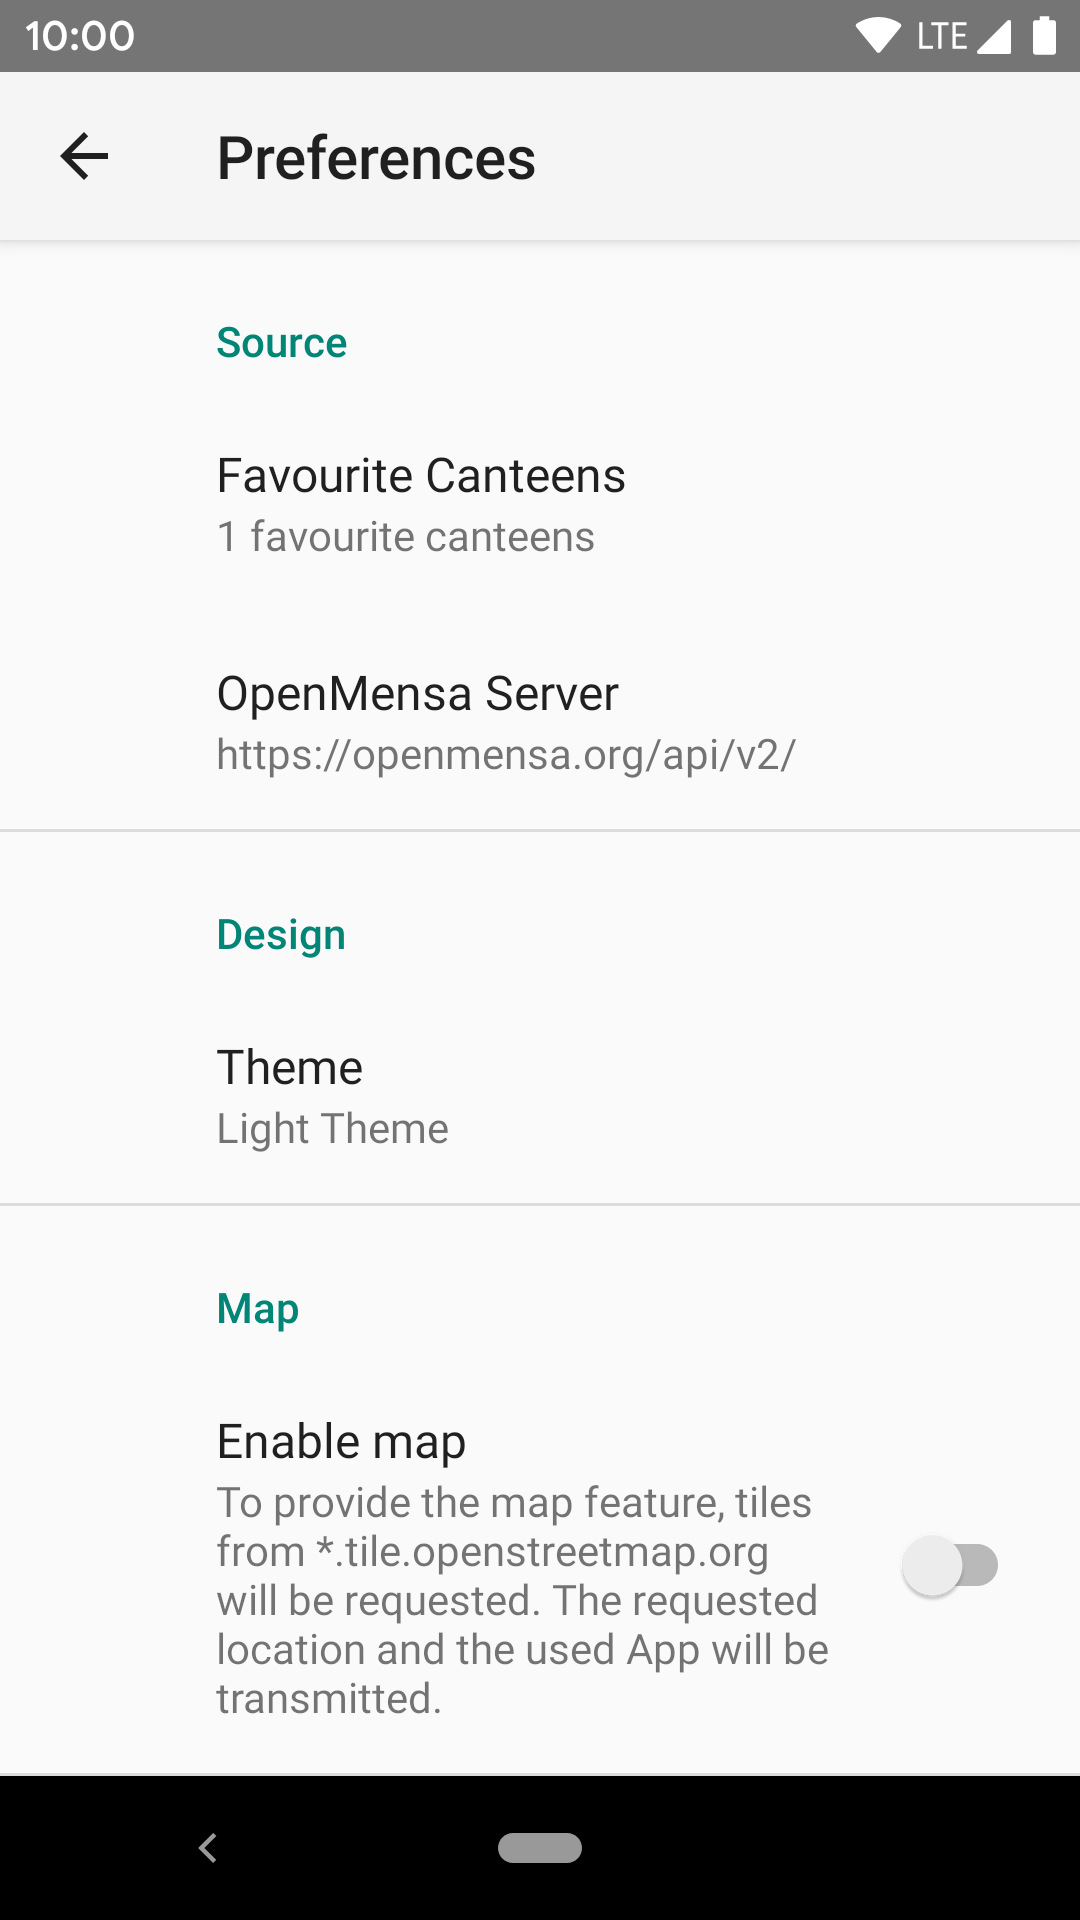 10:00
LTE
Preferences
Source
Favourite Canteens
1 favourite canteens
OpenMensa Server
https://openmensa.org/api/v2/
Design
Theme
Light Theme
Map
Enable map
To provide the map feature, tiles
from *.tile.openstreetmap.org
will be requested. The requested
location and the used App will be
transmitted.